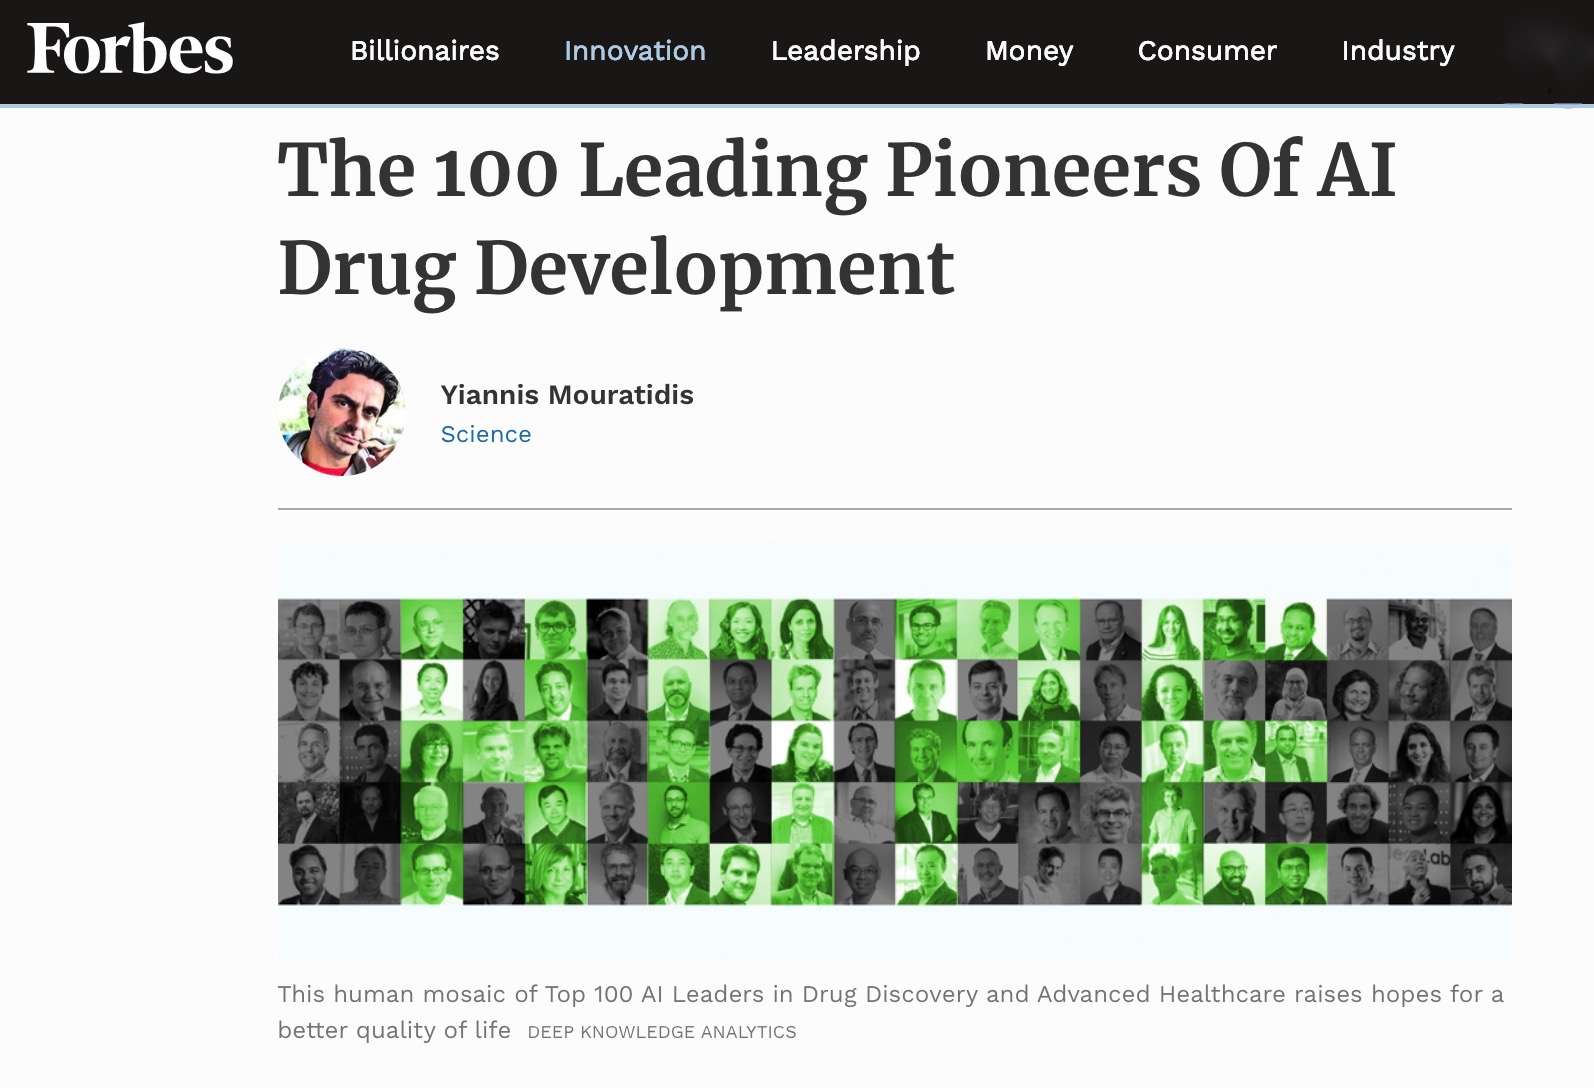 Forbes
Billionaires Innovation Leadership Money Consumer Industry
The 100 Leading Pioneers Of AI
Drug Development
Yiannis Mouratidis
Science
This human mosaic of Top 100 AI Leaders in Drug Discovery and Advanced Healthcare raises hopes for a
better quality of life DEEP KNOWLEDGE ANALYTICS